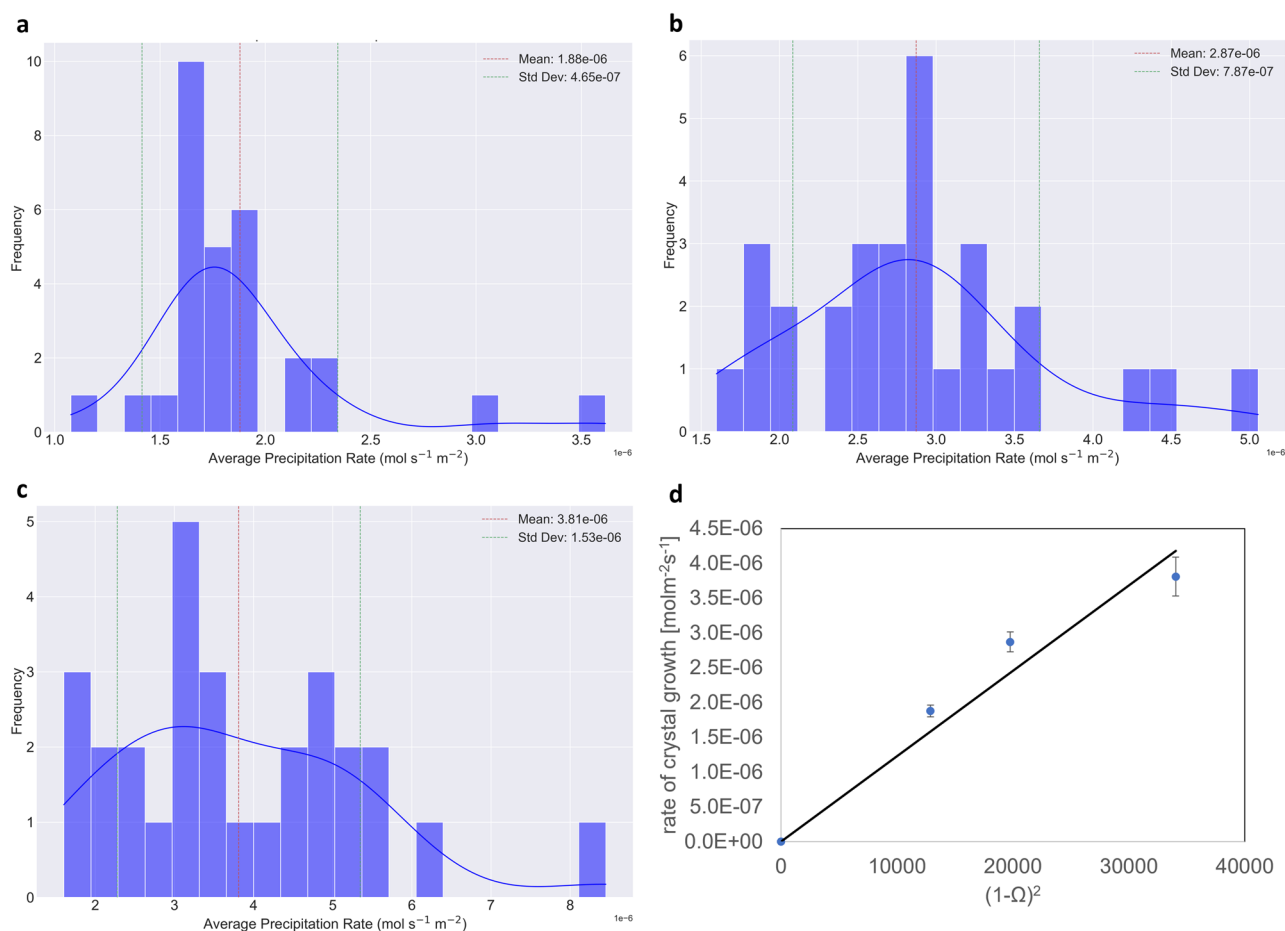 a
Mean: 1.88e-06
Std Dev: 4.65e-07
10
8
6
4
2
0
Frequency
1.0 1.5 2.0 2.5 3.0 3.5
1e−6
Average Precipitation Rate (mol s⁻¹ m⁻²)
b
Mean: 2.87e-06
Std Dev: 7.87e-07
6
5
4
3
2
1
0
Frequency
1.5 2.0 2.5 3.0 3.5 4.0 4.5 5.0
1e−6
Average Precipitation Rate (mol s⁻¹ m⁻²)
c
Mean: 3.81e-06
Std Dev: 1.53e-06
5
4
3
2
1
0
Frequency
2 3 4 5 6 7 8
1e−6
Average Precipitation Rate (mol s⁻¹ m⁻²)
d
4.5E-06
4.0E-06
3.5E-06
3.0E-06
2.5E-06
2.0E-06
1.5E-06
1.0E-06
5.0E-07
0.0E+00
rate of crystal growth [molm⁻²s⁻¹]
0 10000 20000 30000 40000
(1-Ω)²